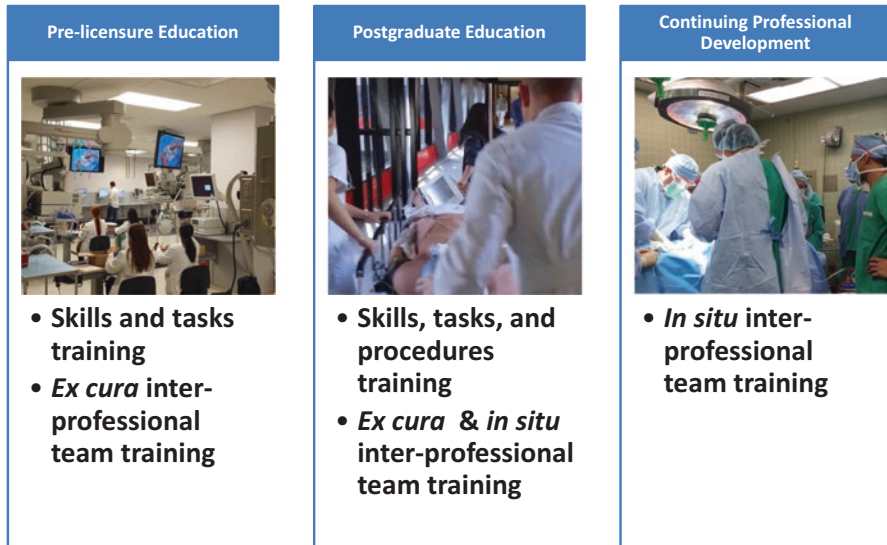 Pre-licensure Education
• Skills and tasks
training
• Ex cura inter-
professional
team training
Postgraduate Education
• Skills, tasks, and
procedures
training
• Ex cura & in situ
inter-professional
team training
Continuing Professional
Development
• In situ inter-
professional
team training